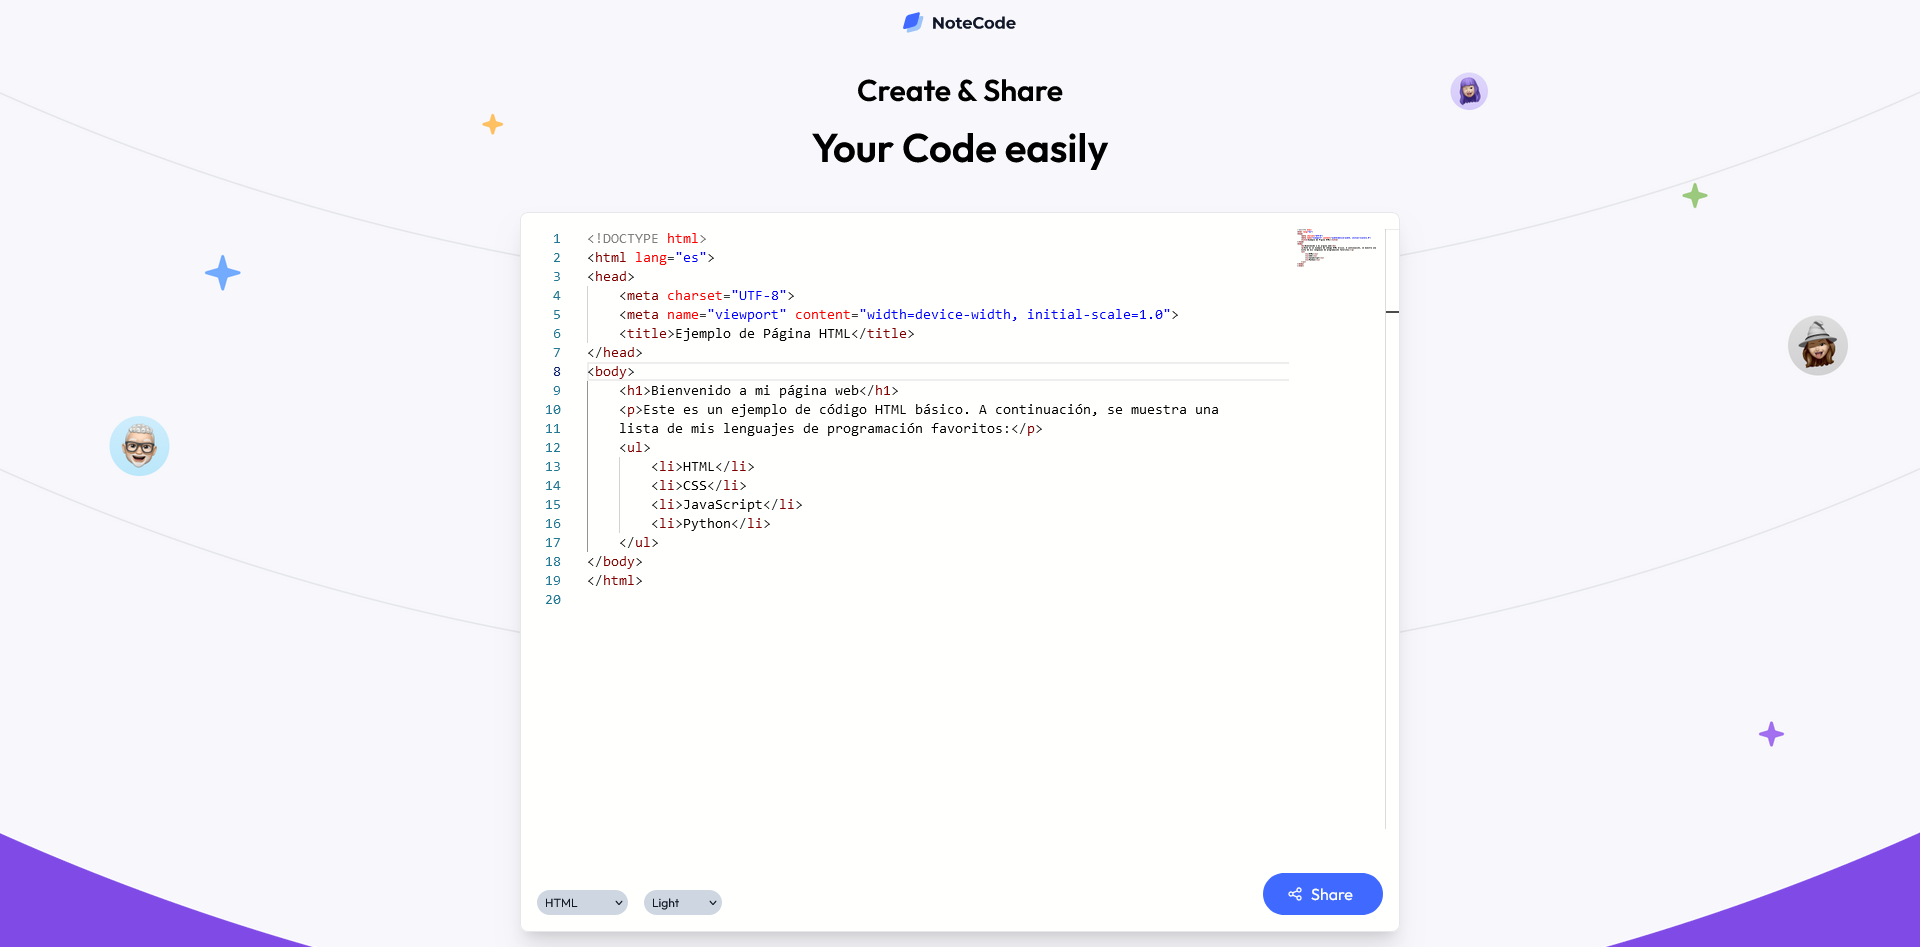 NoteCode
Create & Share
Your Code easily
1 <!DOCTYPE html>
2 <html lang="es">
3 <head>
4     <meta charset="UTF-8">
5     <meta name="viewport" content="width=device-width, initial-scale=1.0">
6     <title>Ejemplo de Página HTML</title>
7 </head>
8 <body>
9     <h1>Bienvenido a mi página web</h1>
10     <p>Este es un ejemplo de código HTML básico. A continuación, se muestra una
11     lista de mis lenguajes de programación favoritos:</p>
12     <ul>
13         <li>HTML</li>
14         <li>CSS</li>
15         <li>JavaScript</li>
16         <li>Python</li>
17     </ul>
18 </body>
19 </html>
20
HTML Light Share